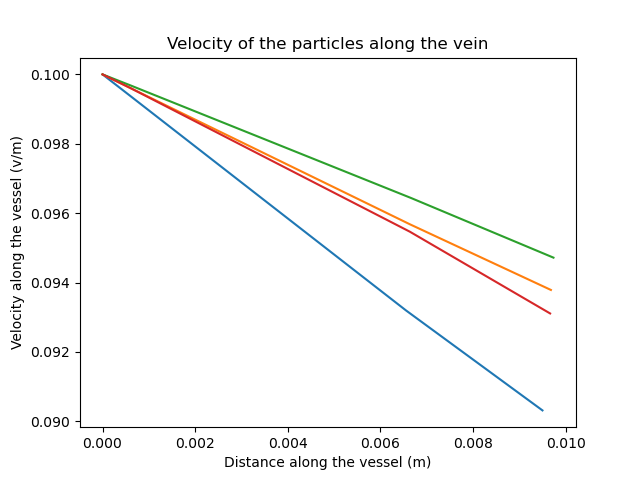 Velocity of the particles along the vein
0.100
0.098
0.096
0.094
0.092
0.090
Velocity along the vessel (v/m)
0.000 0.002 0.004 0.006 0.008 0.010
Distance along the vessel (m)